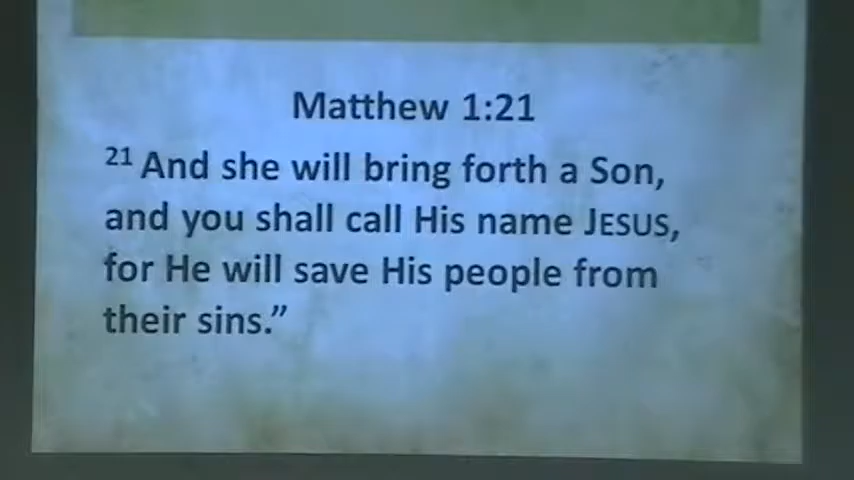 Matthew 1:21
21 And she will bring forth a Son,
and you shall call His name JESUS,
for He will save His people from
their sins.”